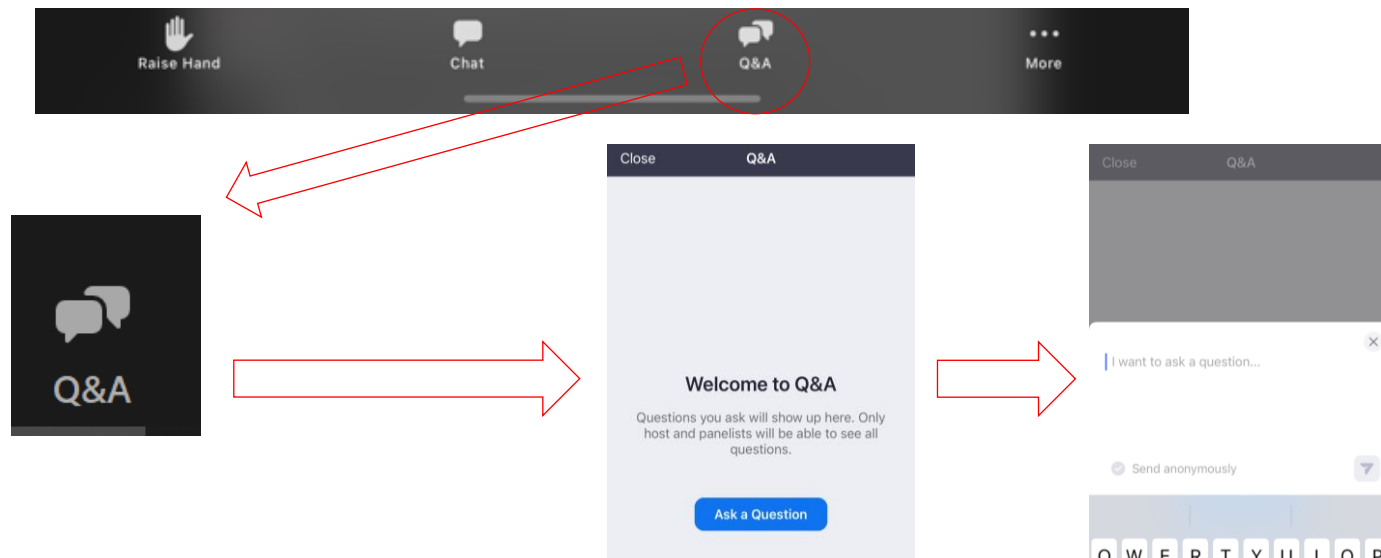 Raise Hand
Chat
Q&A
More
Close
Q&A
Close
Q&A
Q&A
I want to ask a question...
Welcome to Q&A
Questions you ask will show up here. Only
host and panelists will be able to see all
questions.
Send anonymously
Ask a Question
Q W E R T Y U I O P